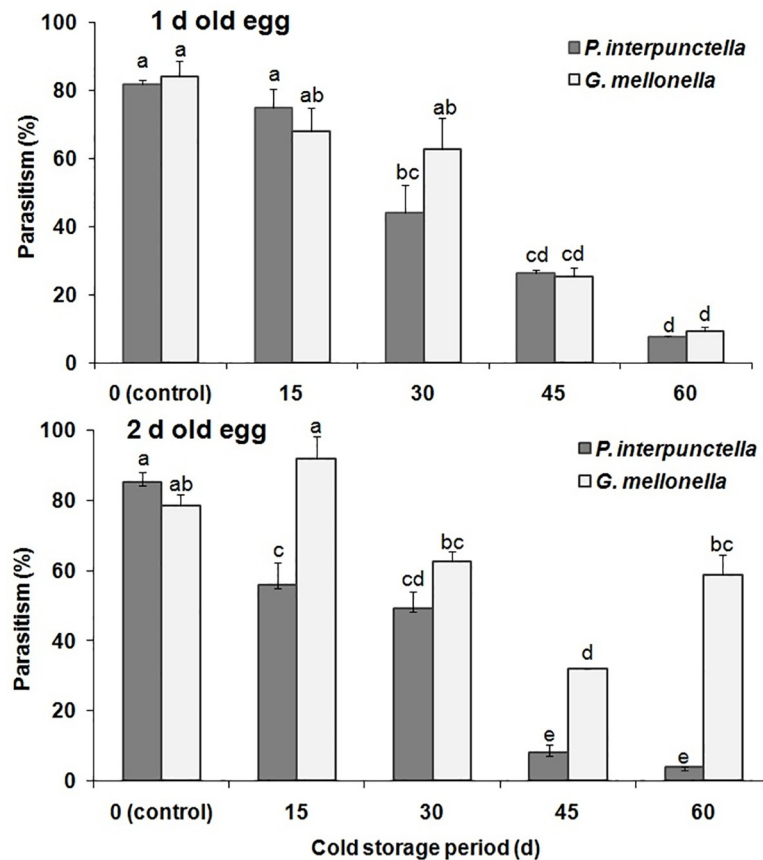 1 d old egg
P. interpunctella
G. mellonella
Parasitism (%)
100
80
60
40
20
0
a a
a ab
bc ab
cd cd
d d
0 (control) 15 30 45 60
2 d old egg
P. interpunctella
G. mellonella
Parasitism (%)
100
80
60
40
20
0
a ab
c a
cd bc
e d
e bc
0 (control) 15 30 45 60
Cold storage period (d)